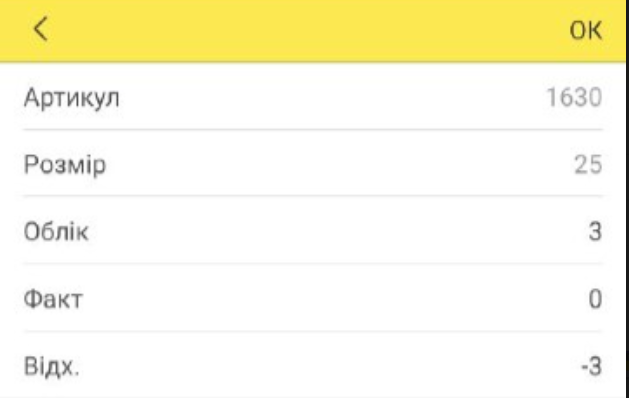 ОК
Артикул 1630
Розмір 25
Облік 3
Факт 0
Відх. -3